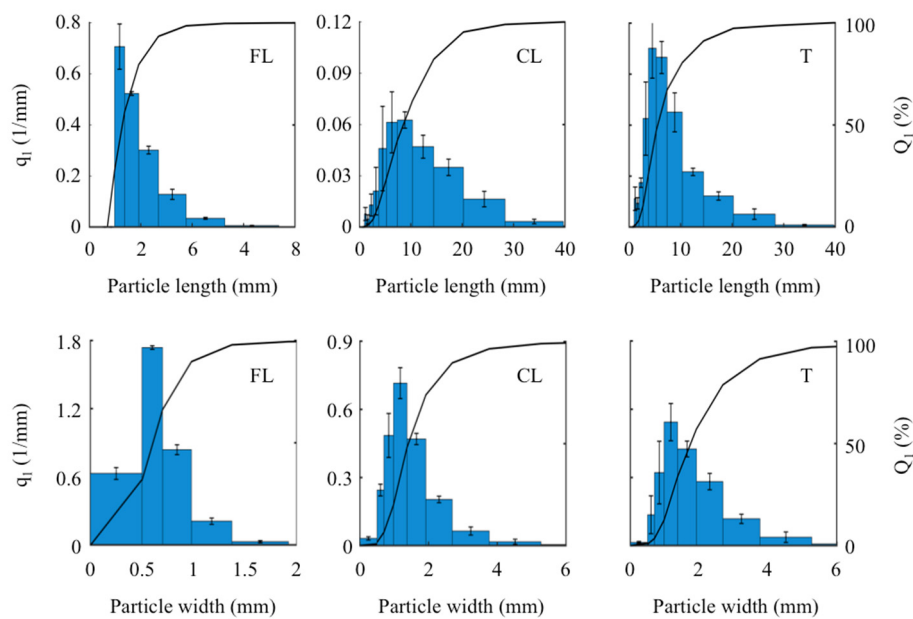 0.8
0.6
0.4
0.2
0
q1 (1/mm)
FL
0 2 4 6 8
Particle length (mm)
0.12
0.09
0.06
0.03
0
CL
0 10 20 30 40
Particle length (mm)
T
100
50
0
Q1 (%)
0 10 20 30 40
Particle length (mm)
1.8
1.2
0.6
0
q1 (1/mm)
FL
0 0.5 1 1.5 2
Particle width (mm)
0.9
0.6
0.3
0
CL
0 2 4 6
Particle width (mm)
T
100
50
0
Q1 (%)
0 2 4 6
Particle width (mm)